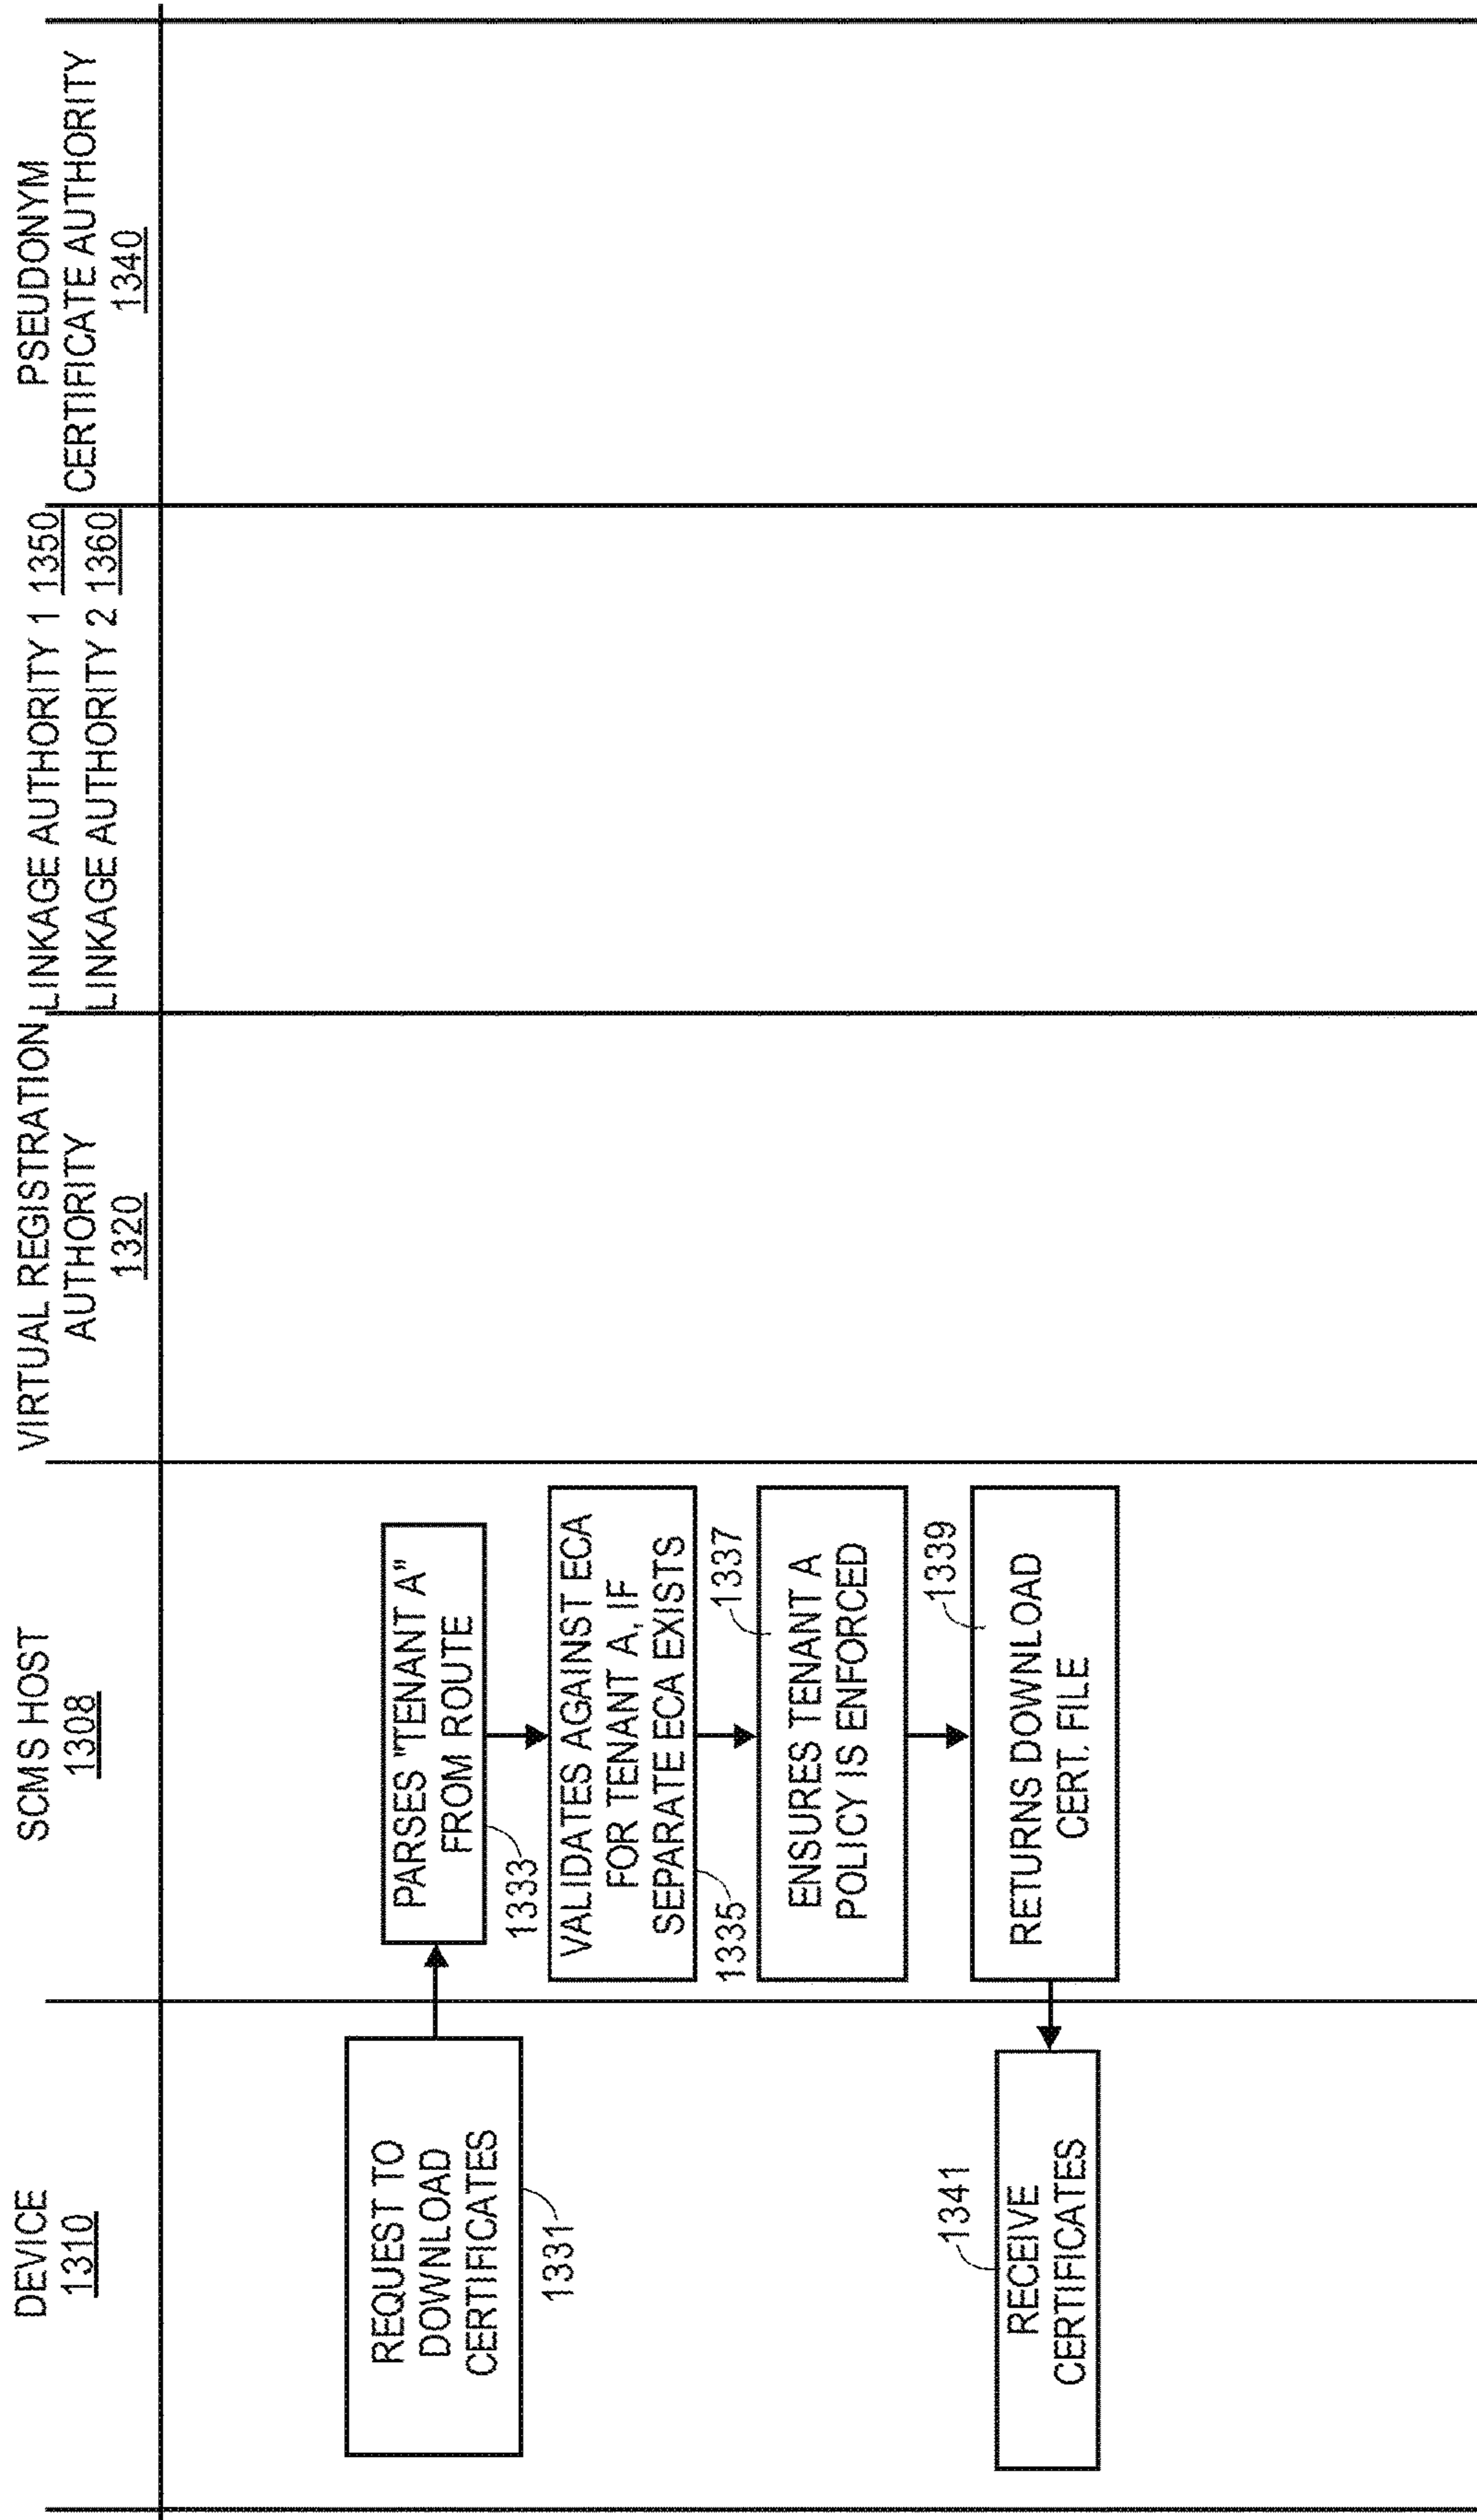 DEVICE
1310
SCMS HOST
1308
VIRTUAL REGISTRATION
AUTHORITY
1320
LINKAGE AUTHORITY 1 1350
LINKAGE AUTHORITY 2 1360
PSEUDONYM
CERTIFICATE AUTHORITY
1340
REQUEST TO
DOWNLOAD
CERTIFICATES
1331
PARSES "TENANT A"
FROM ROUTE
1333
VALIDATES AGAINST ECA
FOR TENANT A, IF
SEPARATE ECA EXISTS
1335
1337
ENSURES TENANT A
POLICY IS ENFORCED
1339
RETURNS DOWNLOAD
CERT. FILE
1341
RECEIVE
CERTIFICATES